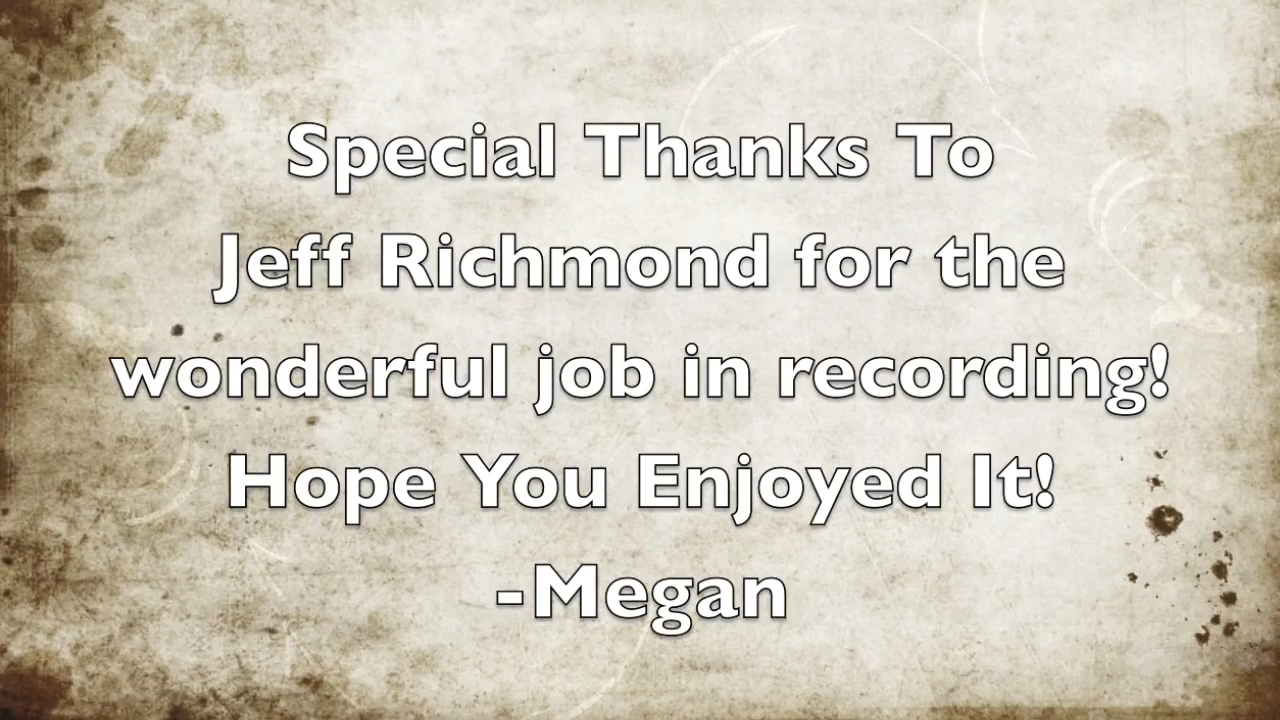 Special Thanks To
Jeff Richmond for the
wonderful job in recording!
Hope You Enjoyed It!
-Megan